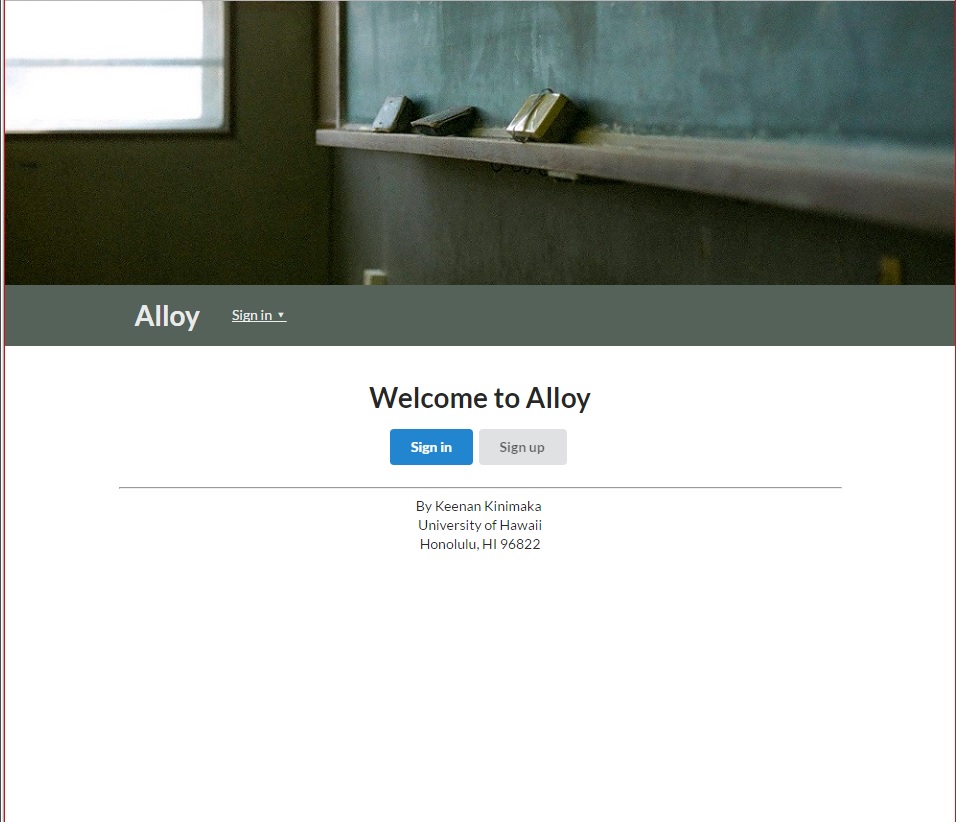 Alloy Sign in ▾
Welcome to Alloy
Sign in Sign up
By Keenan Kinimaka
University of Hawaii
Honolulu, HI 96822